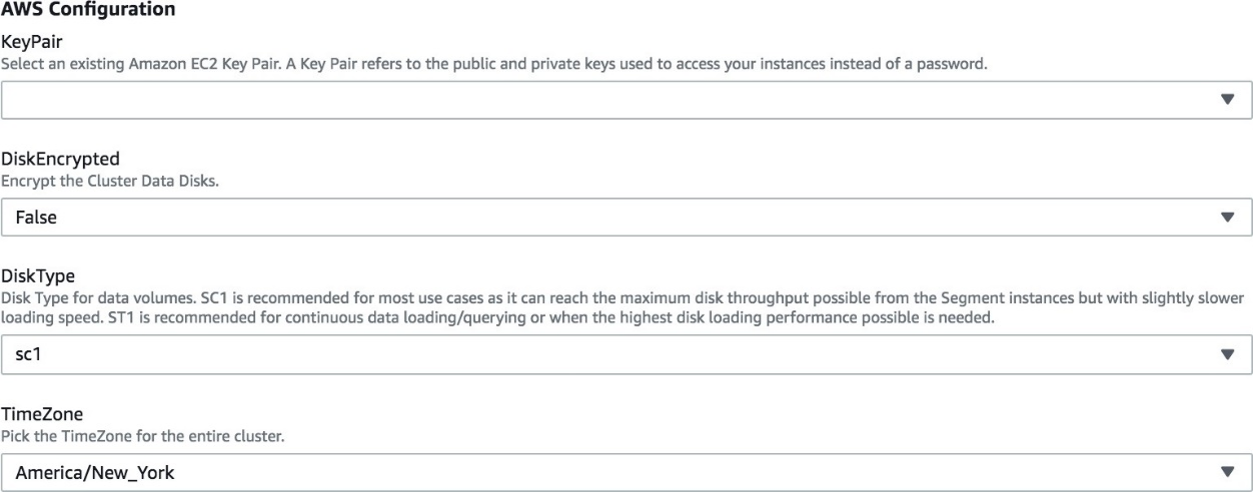 AWS Configuration
KeyPair
Select an existing Amazon EC2 Key Pair. A Key Pair refers to the public and private keys used to access your instances instead of a password.
DiskEncrypted
Encrypt the Cluster Data Disks.
False
DiskType
Disk Type for data volumes. SC1 is recommended for most use cases as it can reach the maximum disk throughput possible from the Segment instances but with slightly slower
loading speed. ST1 is recommended for continuous data loading/querying or when the highest disk loading performance possible is needed.
sc1
TimeZone
Pick the TimeZone for the entire cluster.
America/New_York